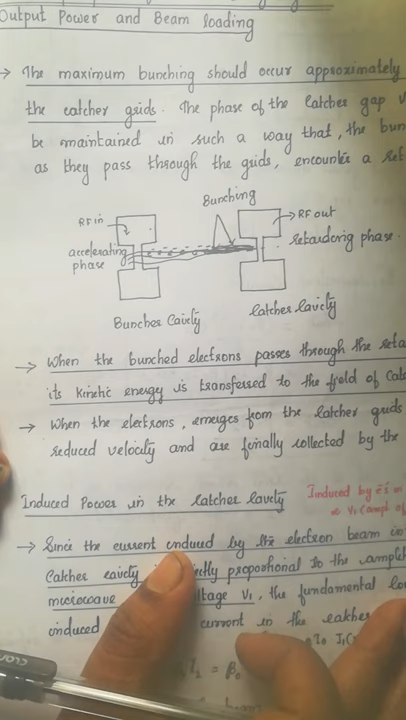 Output Power and Beam loading
→ The maximum bunching should occur approximately
the catcher grids. The phase of the catcher gap v
be maintained in such a way that, the bun
as they pass through the grids, encounter a ret
Bunching
RF in
RF out
accelerating
phase
retarding phase.
Buncher Cavity
Catcher Cavity
→ When the bunched electrons passes through the reta
its kinetic energy is transferred to the field of Catc
→ When the electrons, emerges from the catcher grids
reduced velocity and are finally collected by the
Induced Power in the Catcher Cavity
Induced by
→ Since the current induced by the electron beam in
Catcher cavity proportional to the amplit
microwave V1, the fundamental
induced current in the